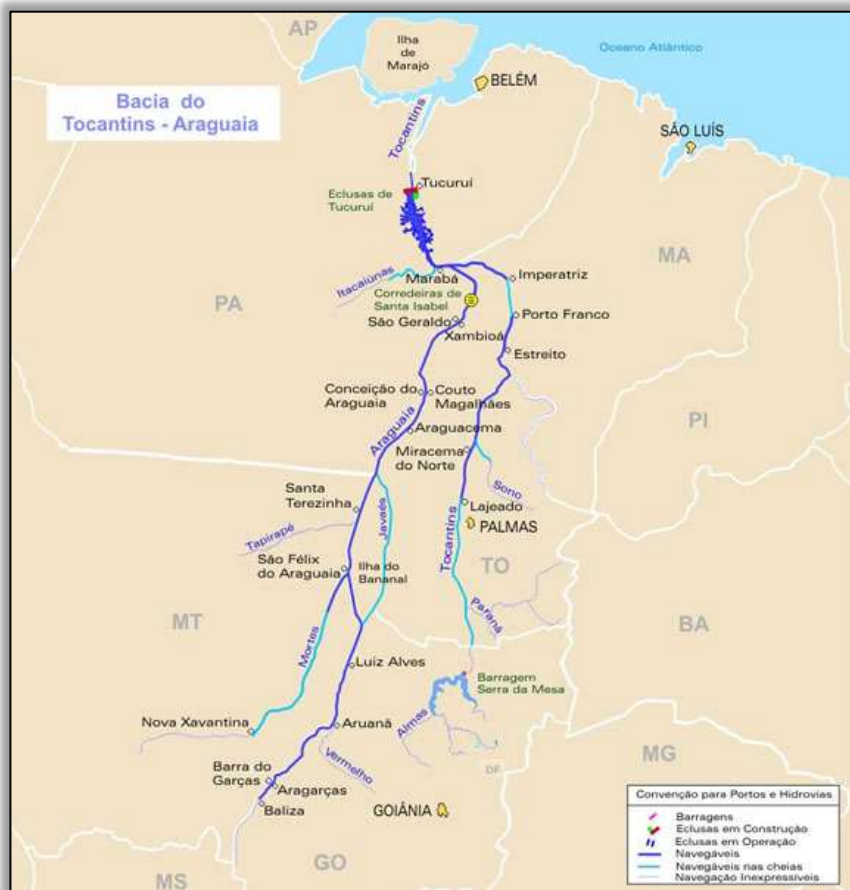 AP
Ilha
de
Marajó
Oceano Atlântico
BELÉM
Bacia do
Tocantins - Araguaia
Tocantins
SÃO LUÍS
Tucuruí
Eclusas de
Tucuruí
MA
Itacaiúnas
Marabá
Imperatriz
PA
Corredeiras de
Santa Isabel
São Geraldo
Porto Franco
Xambioá
Estreito
Conceição do
Araguaia
Couto
Magalhães
PI
Araguaia
Araguacema
Miracema
do Norte
Sono
Santa
Terezinha
Javaés
Lajeado
PALMAS
Tapirapé
Tocantins
São Félix
do Araguaia
Ilha do
Bananal
TO
Paraná
MT
BA
Mortes
Luiz Alves
Barragem
Serra da Mesa
Nova Xavantina
Aruanã
Almas
Vermelho
MG
Barra do
Garças
DF
Aragarças
Baliza
GOIÂNIA
GO
MS
Convenção para Portos e Hidrovias
Barragens
Eclusas em Construção
Eclusas em Operação
Navegáveis
Navegáveis nas cheias
Navegação Inexpressíveis